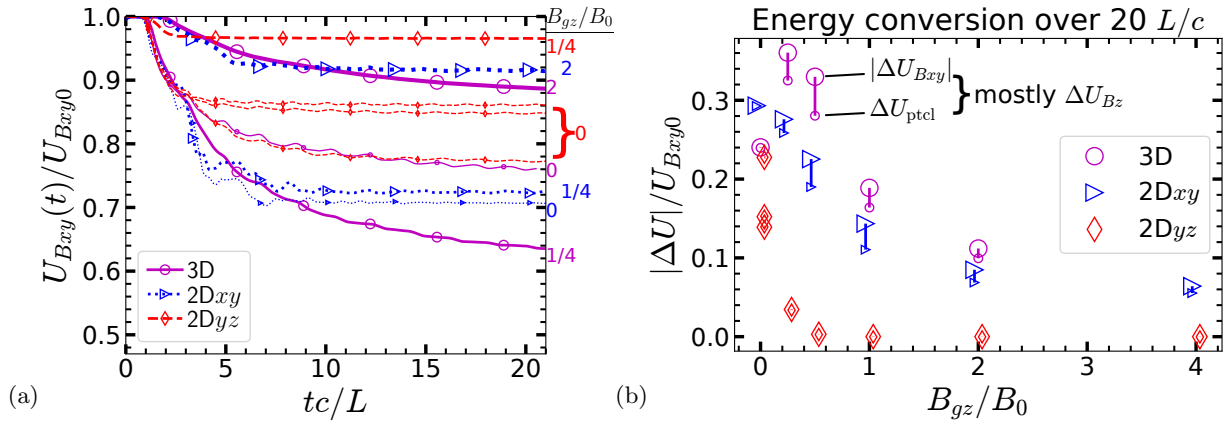 B_{gz}/B_0
1.0
0.9
0.8
0.7
0.6
0.5
U_{Bxy}(t)/U_{Bxy0}
1/4
2
2
0
0
1/4
0
1/4
3D
2Dxy
2Dyz
0
5
10
15
20
(a)
tc/L
Energy conversion over 20 L/c
0.3
0.2
0.1
0.0
|ΔU|/U_{Bxy0}
|ΔU_{Bxy}|
ΔU_{ptcl}
} mostly ΔU_{Bz}
3D
2Dxy
2Dyz
0
1
2
3
4
(b)
B_{gz}/B_0